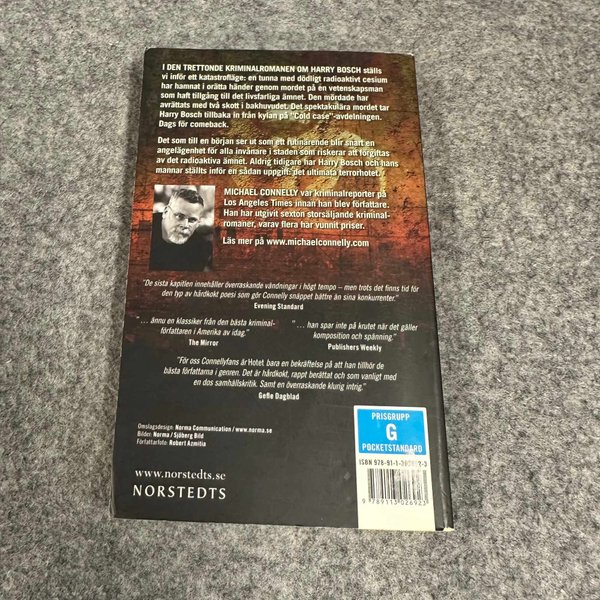 I DEN TRETTONDE KRIMINALROMANEN OM HARRY BOSCH ställs
vi inför ett katastrofläge: en tunna med dödligt radioaktivt cesium
har hamnat i orätta händer genom mordet på en vetenskapsman
som haft tillgång till det livsfarliga ämnet. Den mördade har
avrättats med två skott i bakhuvudet. Det spektakulära mordet tar
Harry Bosch tillbaka in från kylan på "Cold case"-avdelningen.
Dags för comeback.
Det som till en början ser ut som ett rutinärende blir snart en
angelägenhet för alla invånare i staden som riskerar att förgiftas
av det radioaktiva ämnet. Aldrig tidigare har Harry Bosch och hans
mannar ställts inför en sådan uppgift: det ultimata terrorhotet.
MICHAEL CONNELLY var kriminalreporter på
Los Angeles Times innan han blev författare.
Han har utgivit sexton storsäljande kriminal-
romaner, varav flera har vunnit priser.
Läs mer på www.michaelconnelly.com
"De sista kapitlen innehåller överraskande vändningar i högt tempo – men trots det finns tid för
den typ av hårdkokt poesi som gör Connelly snäppet bättre än sina konkurrenter."
Evening Standard
"... ännu en klassiker från den bästa kriminal-
författaren i Amerika av idag."
The Mirror
"... han spar inte på krutet när det gäller
komposition och spänning."
Publishers Weekly
"För oss Connellyfans är Hotet bara en bekräftelse på att han tillhör de
bästa författarna i genren. Det är hårdkokt, rappt berättat och som vanligt med
en dos samhällskritik. Samt en överraskande klurig intrig."
Gefle Dagblad
Omslagsdesign: Norma Communication / www.norma.se
Bilder: Norma / Sjöberg Bild
Författarfoto: Robert Azmitia
www.norstedts.se
NORSTEDTS
PRISGRUPP
G
POCKETSTANDARD
ISBN 978-91-1-302692-3
9 789113 026923